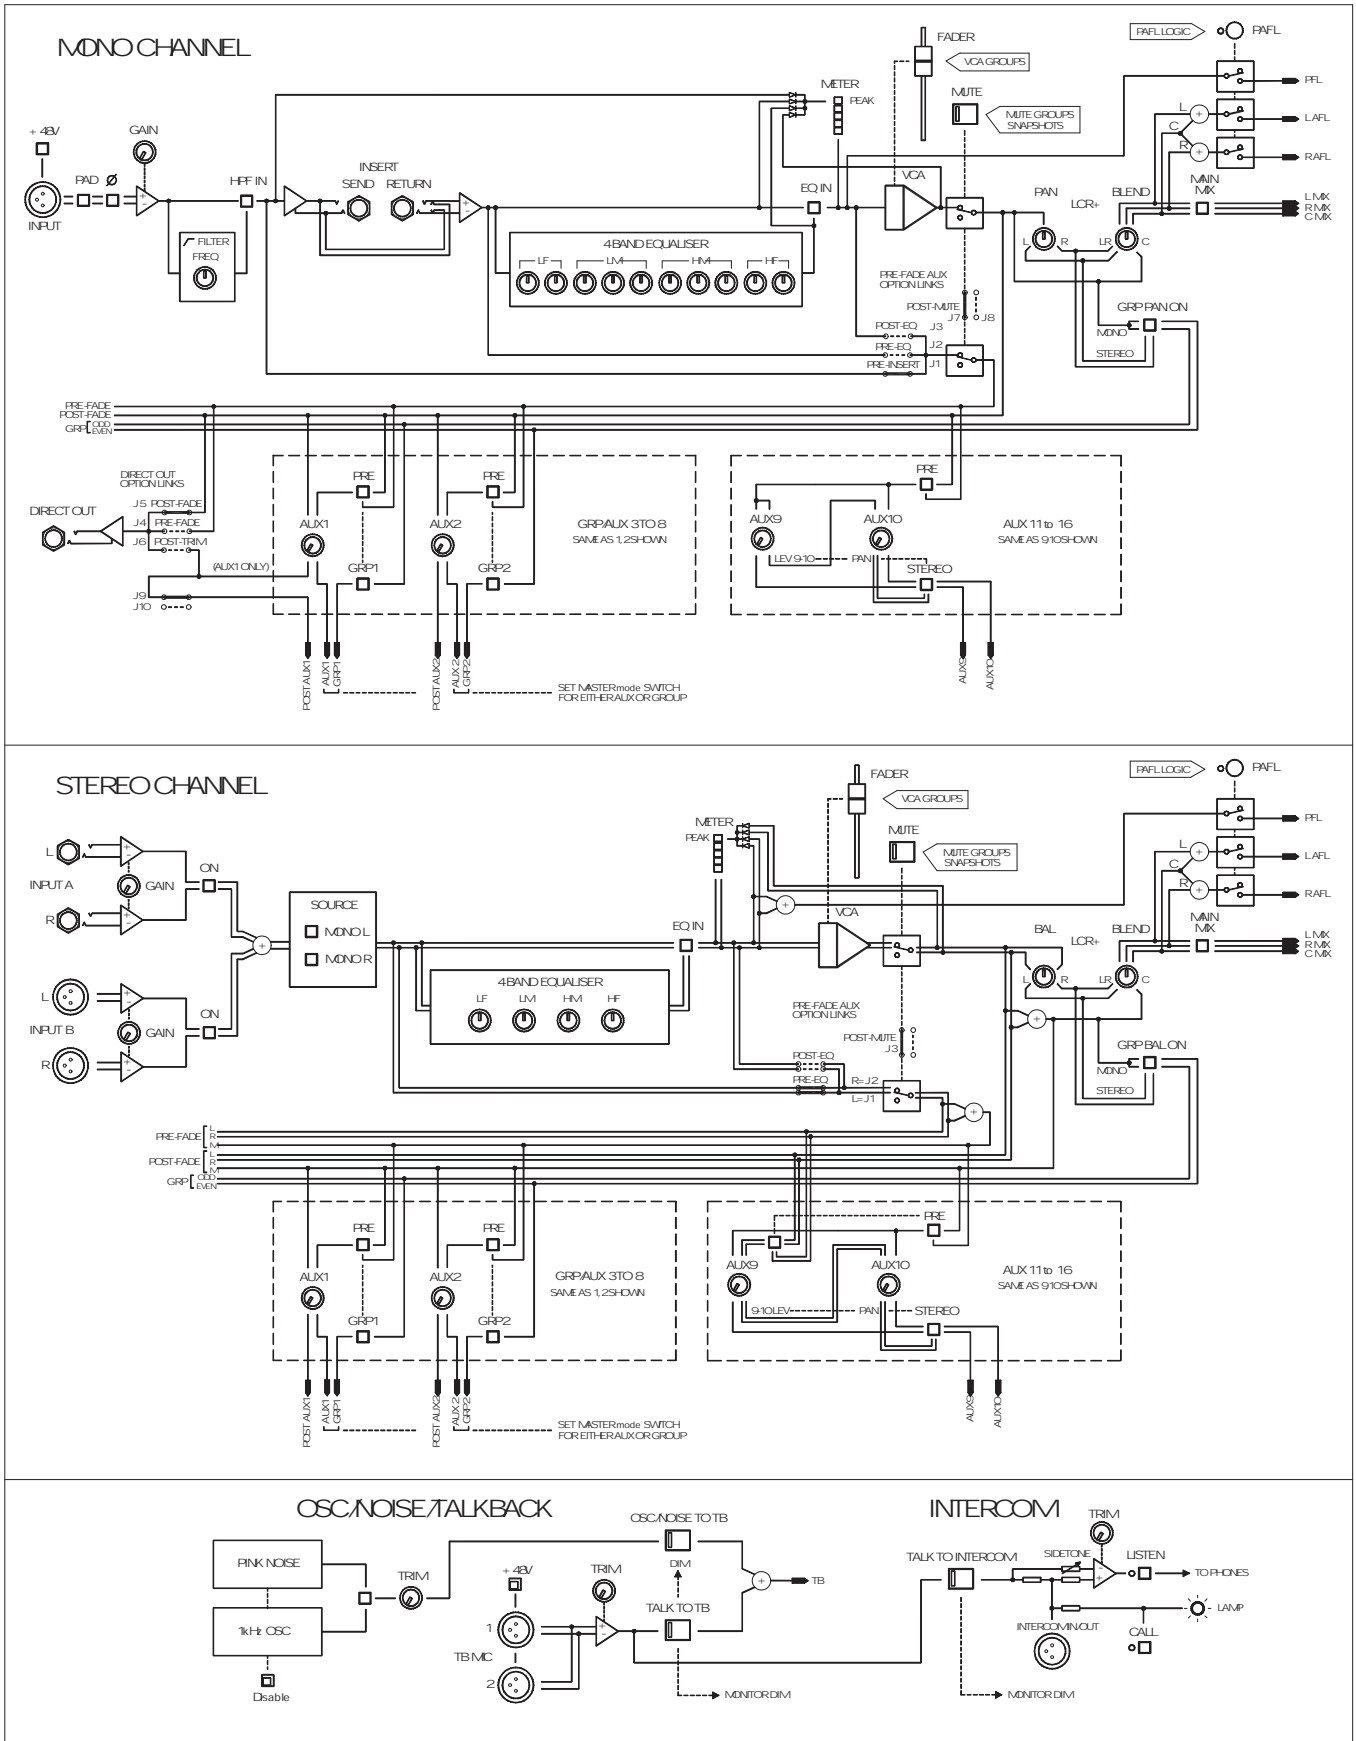 MONO CHANNEL
FADER
VCA GROUPS
PAFL LOGIC
PAFL
METER
PEAK
MUTE
MUTE GROUPS
SNAPSHOTS
PFL
L
C
R
L AFL
R AFL
+ 48V
GAIN
PAD Ø
INPUT
HPF IN
INSERT
SEND
RETURN
EQ IN
VCA
PAN
LCR+
BLEND
MAIN
MIX
L MIX
R MIX
C MIX
L
R
LR
C
FILTER
FREQ
4 BAND EQUALISER
LF
LM
HM
HF
PRE-FADE AUX
OPTION LINKS
POST-MUTE
J7
J8
POST-EQ
J3
PRE-EQ
J2
PRE-INSERT
J1
GRP PAN ON
MONO
STEREO
PRE-FADE
POST-FADE
GRP
ODD
EVEN
DIRECT OUT
OPTION LINKS
J5 POST-FADE
DIRECT OUT
J4 PRE-FADE
J6 POST-TRIM
(AUX1 ONLY)
J9
J10
PRE
AUX1
GRP1
PRE
AUX2
GRP2
GRP/AUX 3 TO 8
SAME AS 1, 2 SHOWN
PRE
AUX9
AUX10
LEV 9-10
PAN
STEREO
AUX 11 to 16
SAME AS 9,10 SHOWN
POST AUX1
AUX1
GRP1
POST AUX2
AUX 2
GRP2
SET MASTER mode SWITCH
FOR EITHER AUX OR GROUP
AUX9
AUX10
STEREO CHANNEL
FADER
VCA GROUPS
PAFL LOGIC
PAFL
METER
PEAK
MUTE
MUTE GROUPS
SNAPSHOTS
PFL
L
C
R
L AFL
R AFL
L
INPUT A
GAIN
R
ON
SOURCE
MONO L
MONO R
EQ IN
VCA
BAL
LCR+
BLEND
MAIN
MIX
L MIX
R MIX
C MIX
L
R
LR
C
L
INPUT B
GAIN
R
ON
4 BAND EQUALISER
LF
LM
HM
HF
PRE-FADE AUX
OPTION LINKS
POST-MUTE
J3
POST-EQ
PRE-EQ
R= J2
L= J1
GRP BAL ON
MONO
STEREO
PRE-FADE
L
R
M
POST-FADE
L
R
M
GRP
ODD
EVEN
PRE
AUX1
GRP1
PRE
AUX2
GRP2
GRP/AUX 3 TO 8
SAME AS 1, 2 SHOWN
PRE
AUX9
AUX10
9-10 LEV
PAN
STEREO
AUX 11 to 16
SAME AS 9,10 SHOWN
POST AUX1
AUX1
GRP1
POST AUX2
AUX 2
GRP2
SET MASTER mode SWITCH
FOR EITHER AUX OR GROUP
AUX9
AUX10
OSC/NOISE/TALKBACK
PINK NOISE
1kHz OSC
Disable
TRIM
+ 48V
1
TB MIC
2
TRIM
OSC/NOISE TO TB
DIM
TALK TO TB
TB
MONITOR DIM
INTERCOM
TRIM
TALK TO INTERCOM
SIDETONE
LISTEN
TO PHONES
LAMP
INTERCOM IN/OUT
CALL
MONITOR DIM